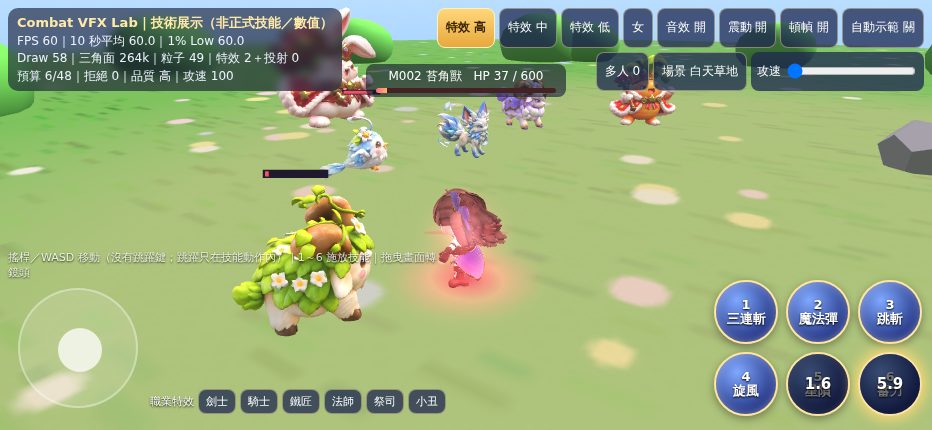 Combat VFX Lab｜技術展示（非正式技能／數值）
FPS 60｜10 秒平均 60.0｜1% Low 60.0
Draw 58｜三角面 264k｜粒子 49｜特效 2＋投射 0
預算 6/48｜拒絕 0｜品質 高｜攻速 100
特效 高
特效 中
特效 低
女
音效 開
震動 開
頓幀 開
自動示範 關
多人 0
場景 白天草地
攻速
M002 苔角獸 HP 37 / 600
搖桿／WASD 移動（沒有跳躍鍵；跳躍只在技能動作內）｜1～6 施放技能｜拖曳畫面轉
鏡頭
1
三連斬
2
魔法彈
3
跳斬
4
旋風
1.6
5.9
職業特效
劍士
騎士
鐵匠
法師
祭司
小丑